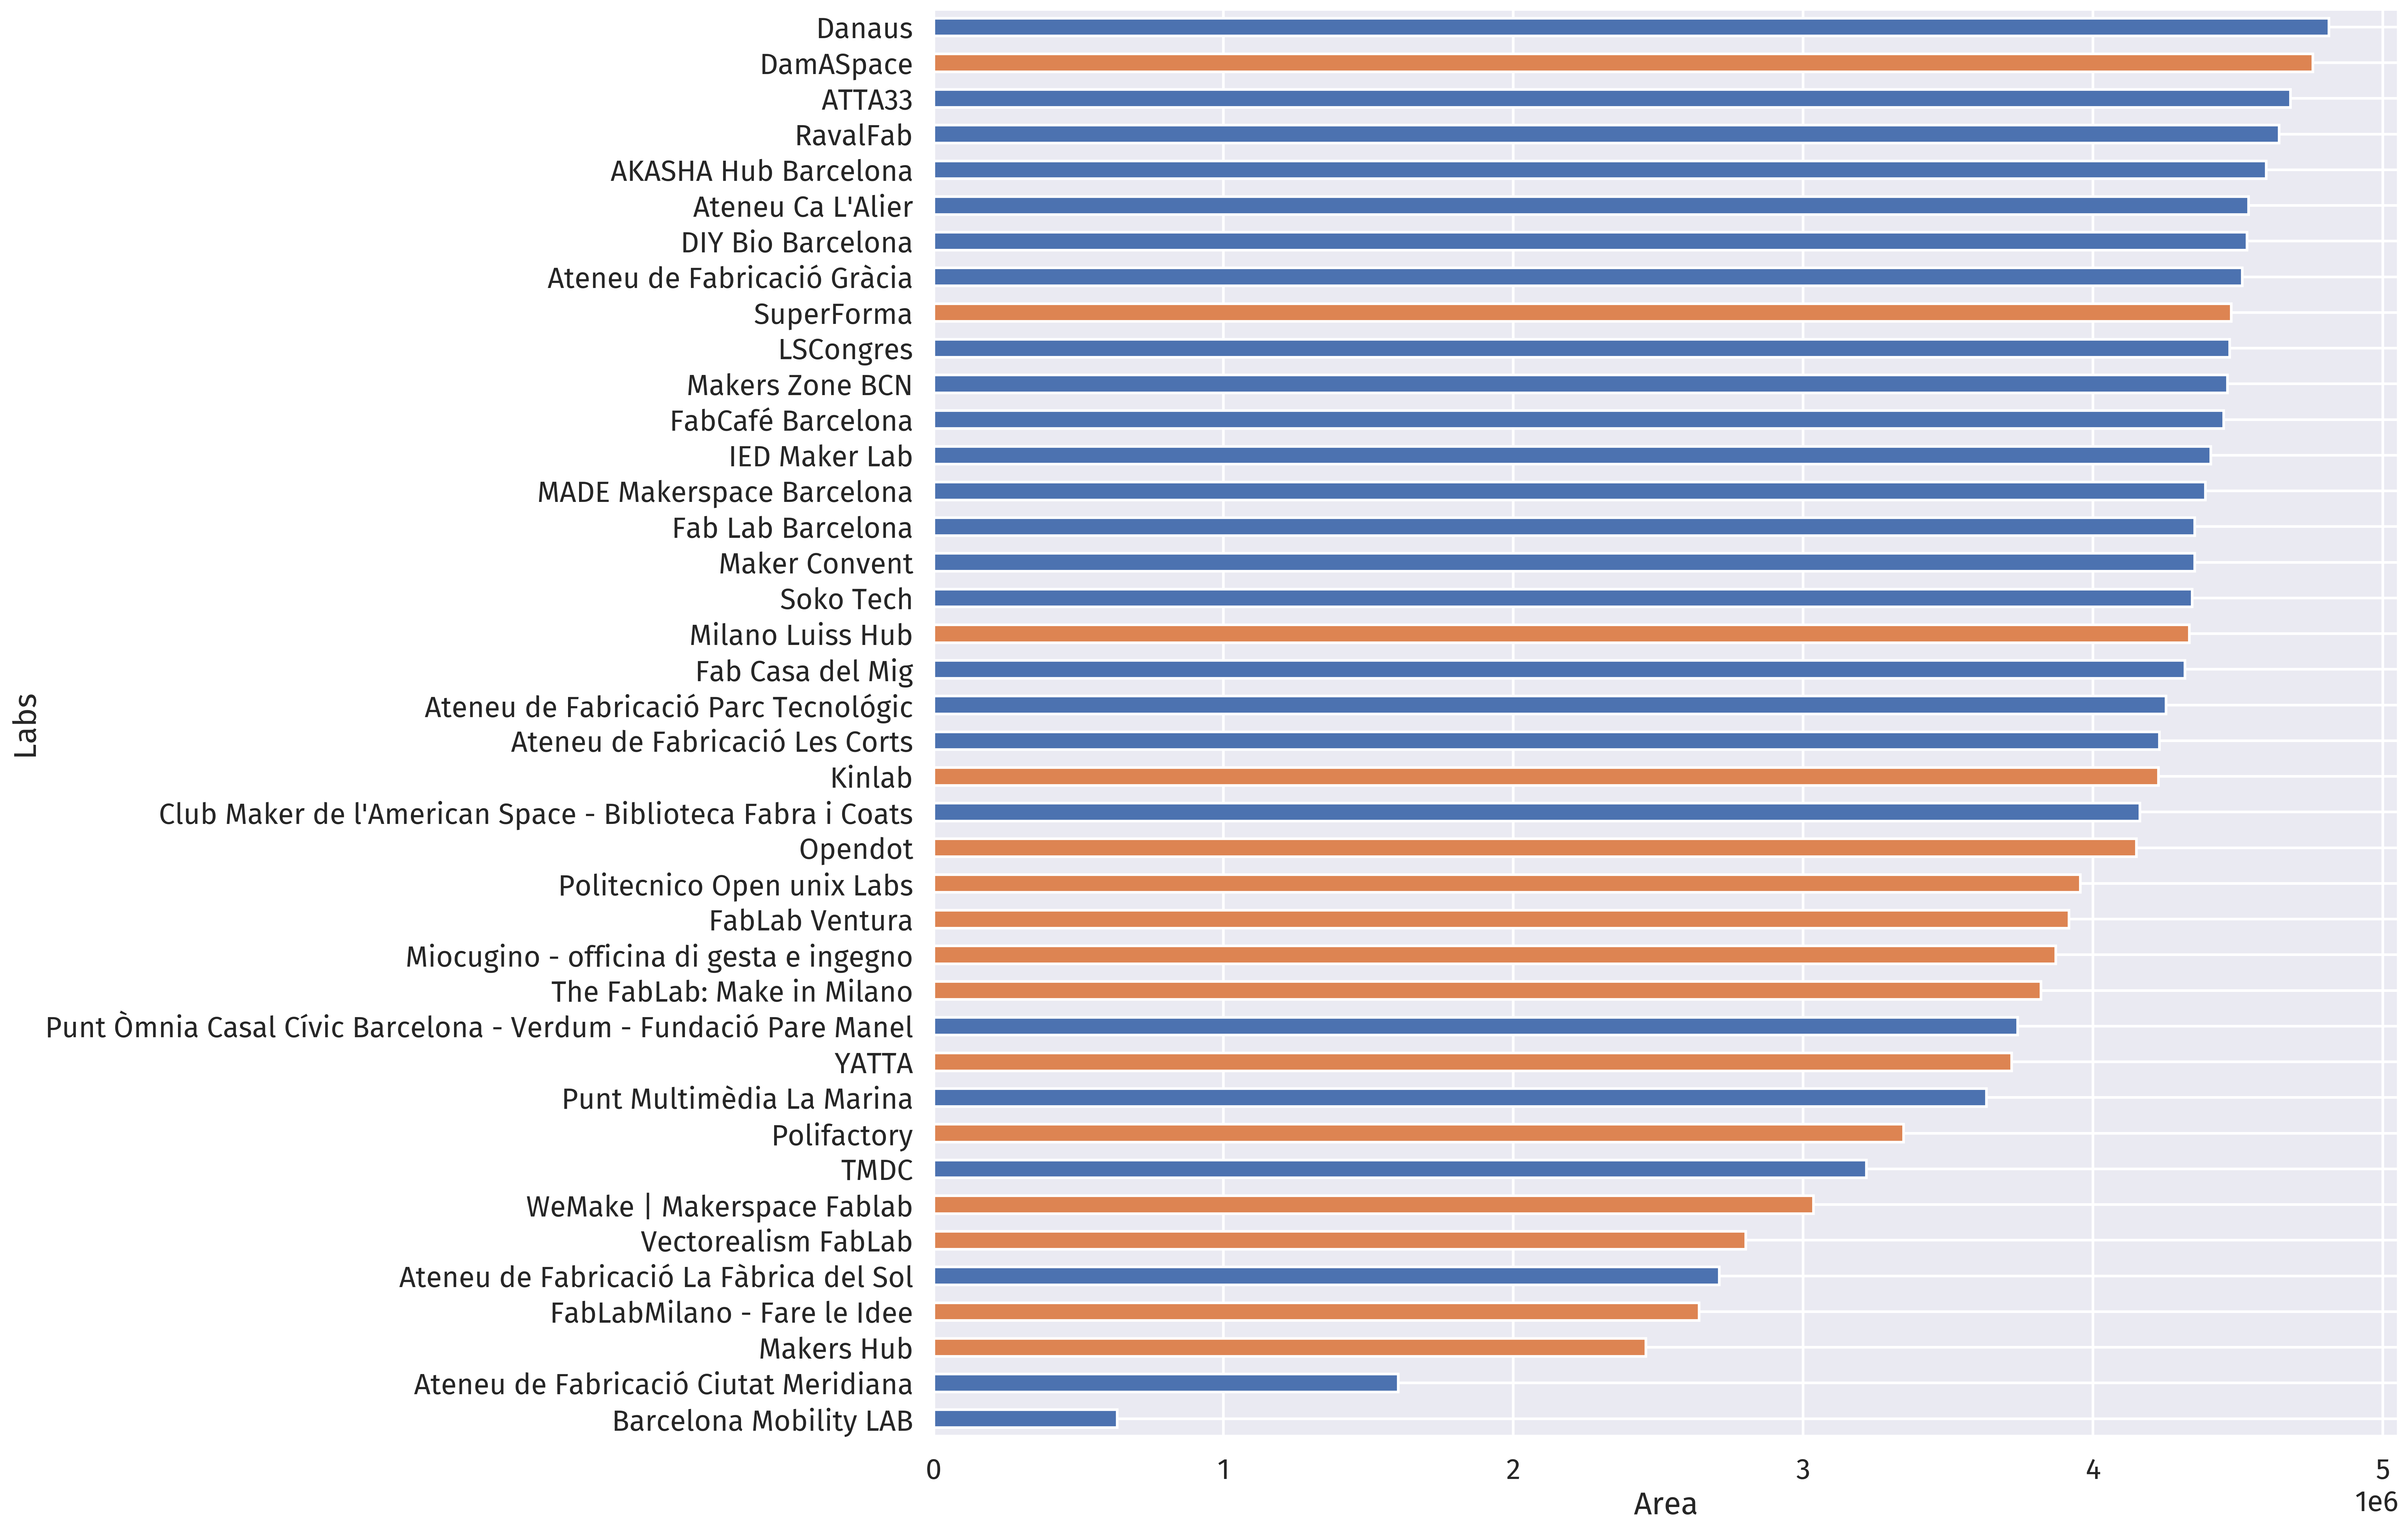 Danaus
DamASpace
ATTA33
RavalFab
AKASHA Hub Barcelona
Ateneu Ca L'Alier
DIY Bio Barcelona
Ateneu de Fabricació Gràcia
SuperForma
LSCongres
Makers Zone BCN
FabCafé Barcelona
IED Maker Lab
MADE Makerspace Barcelona
Fab Lab Barcelona
Maker Convent
Soko Tech
Milano Luiss Hub
Fab Casa del Mig
Ateneu de Fabricació Parc Tecnológic
Ateneu de Fabricació Les Corts
Kinlab
Club Maker de l'American Space - Biblioteca Fabra i Coats
Opendot
Politecnico Open unix Labs
FabLab Ventura
Miocugino - officina di gesta e ingegno
The FabLab: Make in Milano
Punt Òmnia Casal Cívic Barcelona - Verdum - Fundació Pare Manel
YATTA
Punt Multimèdia La Marina
Polifactory
TMDC
WeMake | Makerspace Fablab
Vectorealism FabLab
Ateneu de Fabricació La Fàbrica del Sol
FabLabMilano - Fare le Idee
Makers Hub
Ateneu de Fabricació Ciutat Meridiana
Barcelona Mobility LAB
Labs
0 1 2 3 4 5
Area
1e6